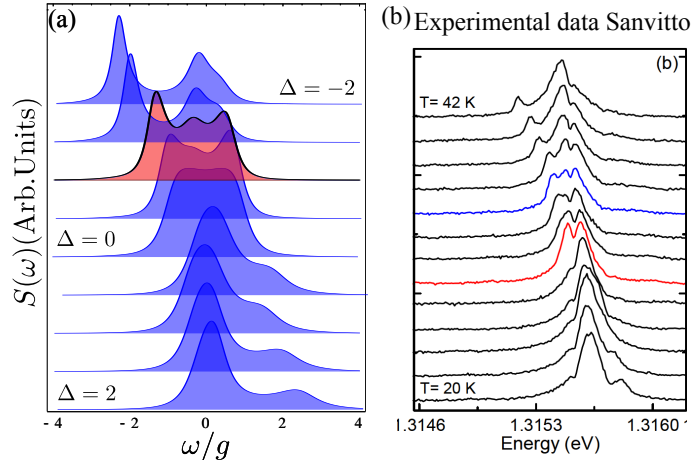 (a)
Δ = −2
Δ = 0
Δ = 2
S(ω)(Arb.Units)
- 4
- 2
0
2
4
ω/g
(b) Experimental data Sanvitto
(b)
T= 42 K
T= 20 K
1.3146
1.3153
1.3160
1
Energy (eV)